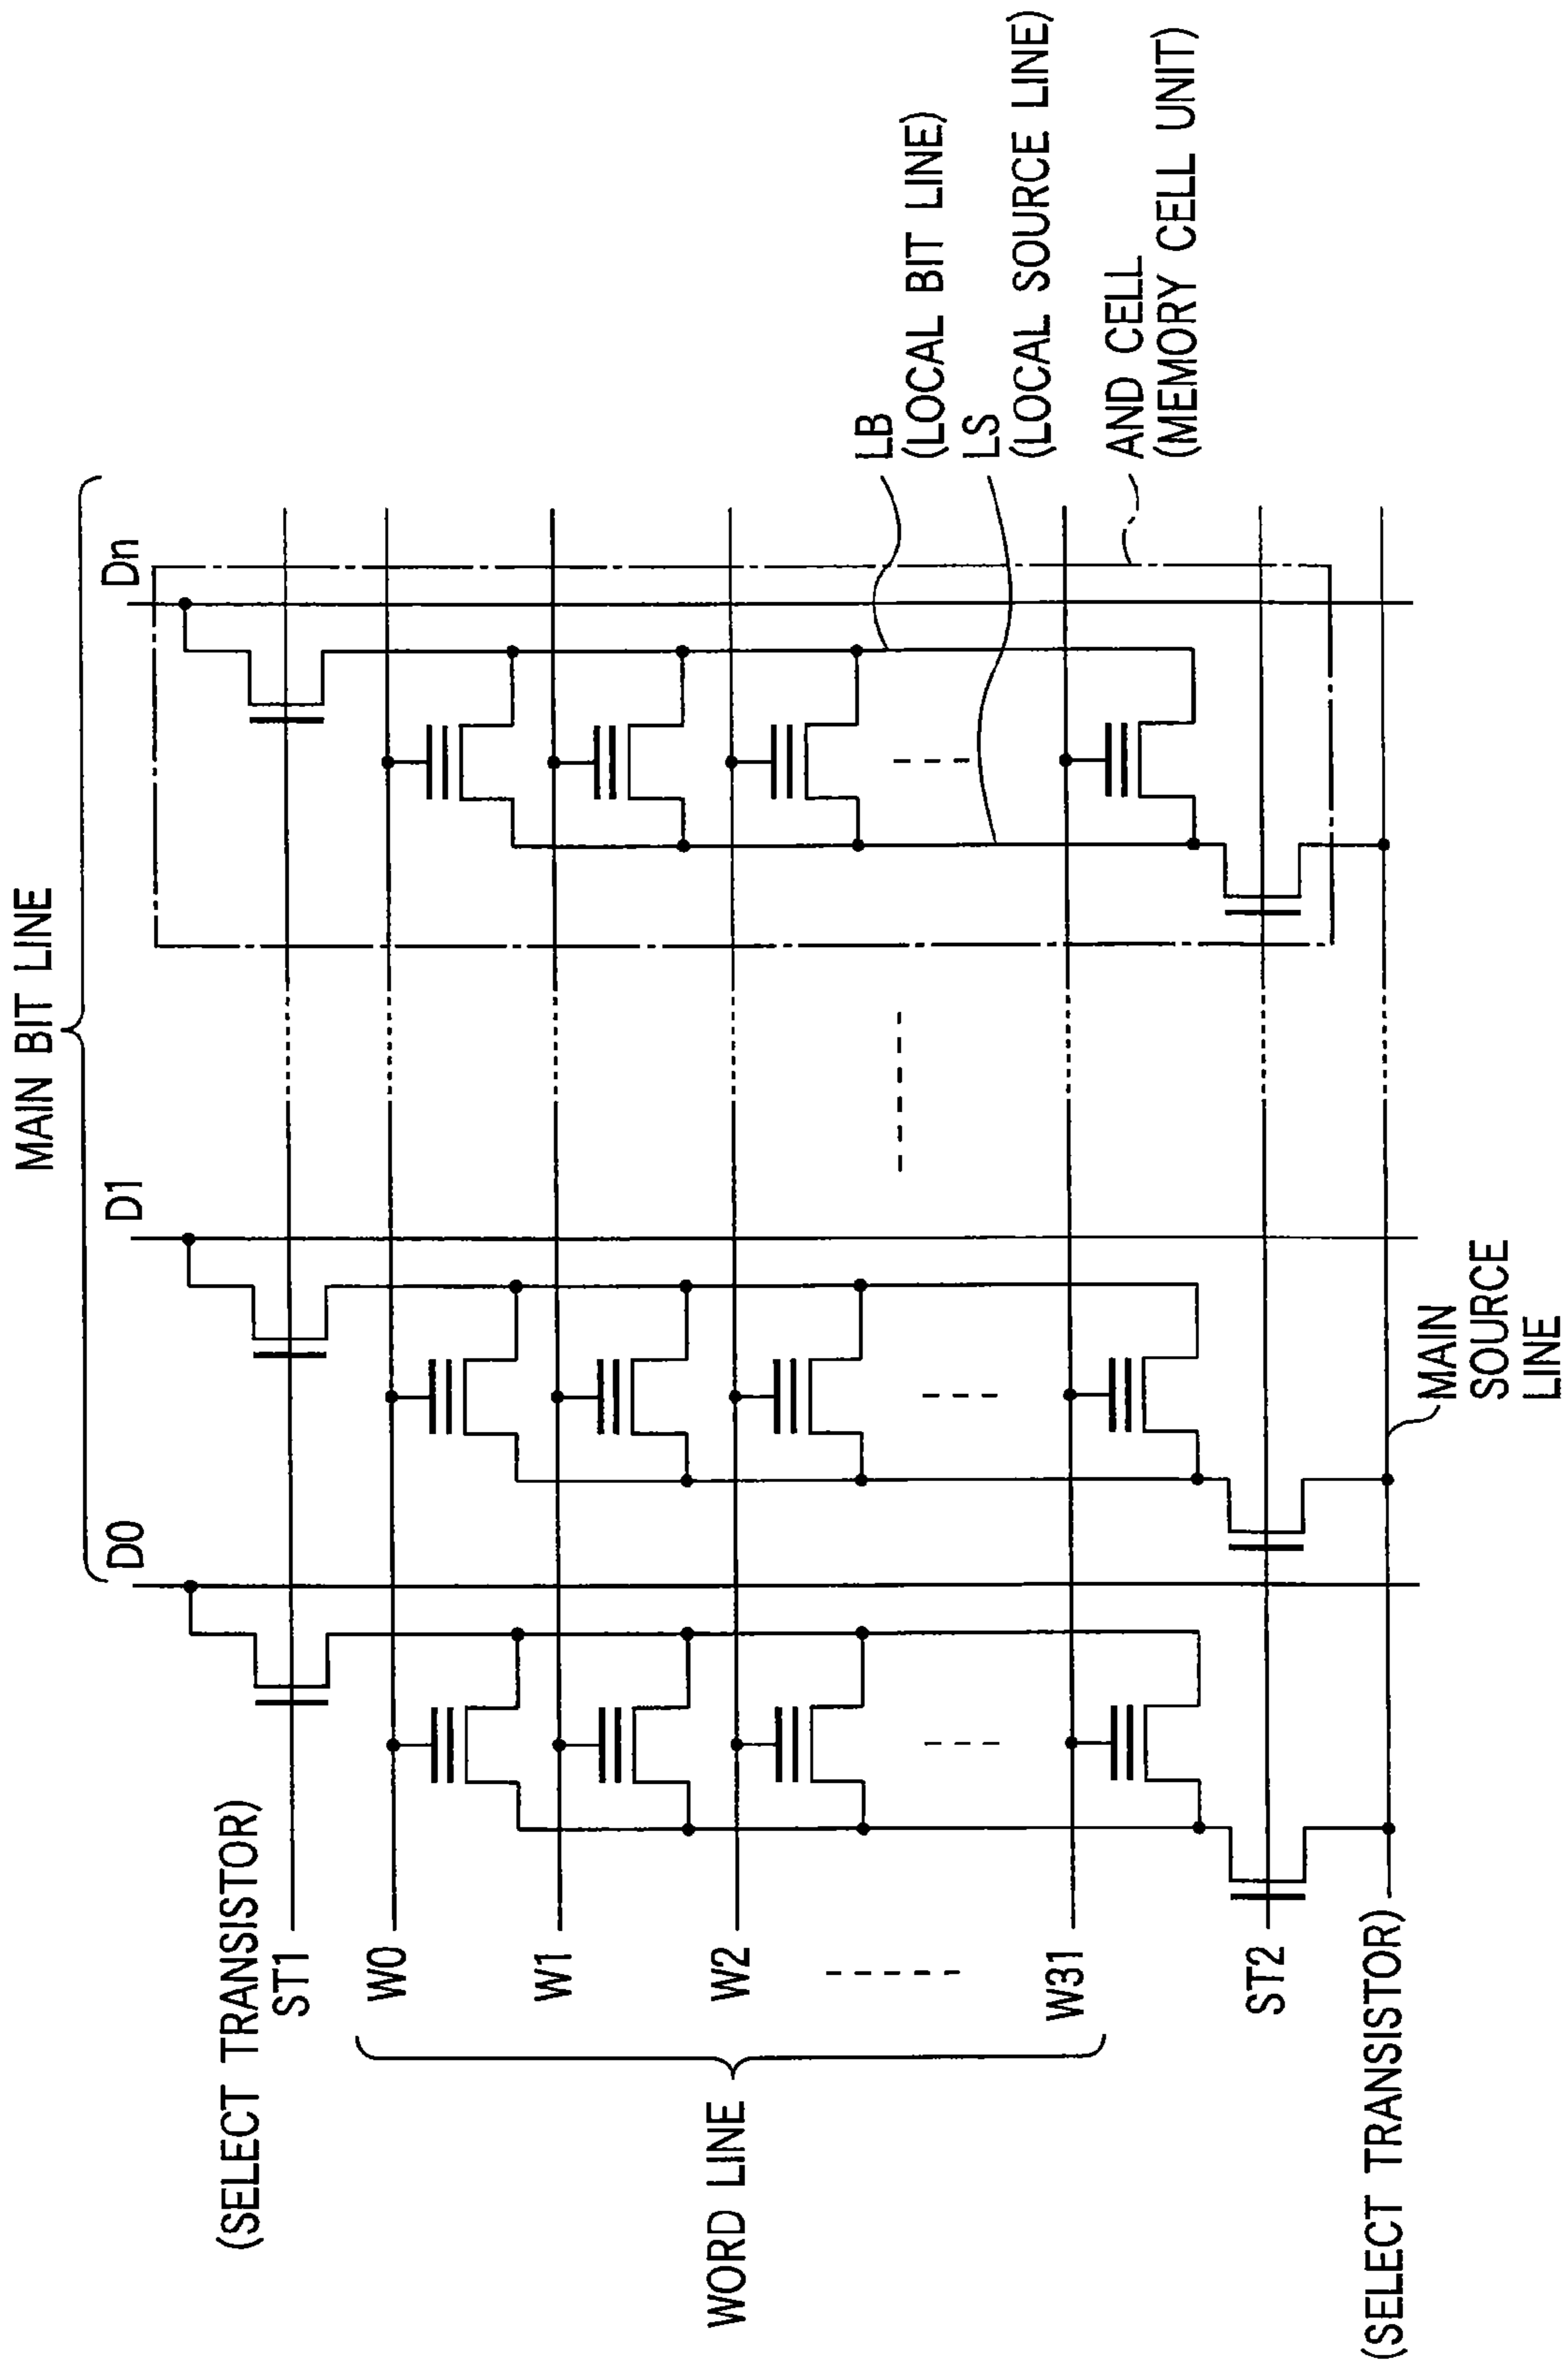 MAIN BIT LINE
D0
D1
Dn
(SELECT TRANSISTOR)
ST1
W0
W1
W2
W31
WORD LINE
ST2
(SELECT TRANSISTOR)
LB
(LOCAL BIT LINE)
LS
(LOCAL SOURCE LINE)
AND CELL
(MEMORY CELL UNIT)
MAIN
SOURCE
LINE